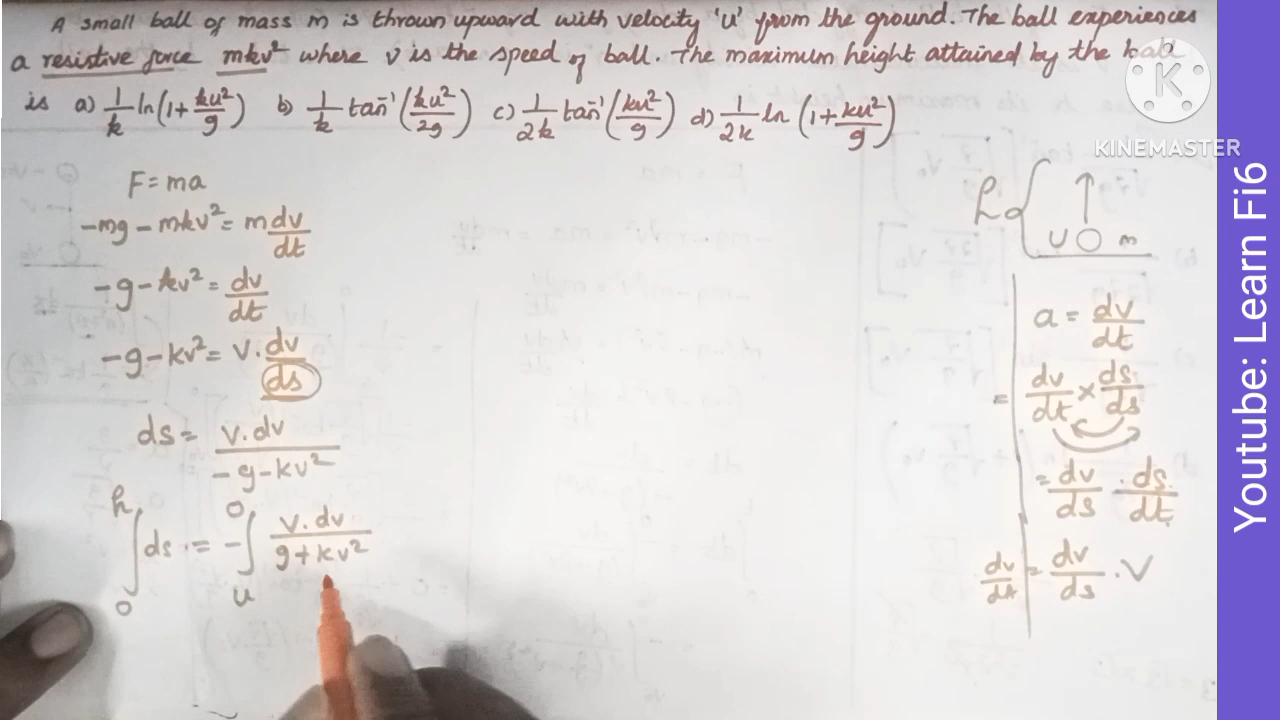 A small ball of mass m is thrown upward with velocity 'u' from the ground. The ball experiences
a resistive force mkv² where v is the speed of ball. The maximum height attained by the ball
is a) 1/k ln(1+ku²/g) b) 1/k tan⁻¹(ku²/2g) c) 1/2k tan⁻¹(ku²/g) d) 1/2k ln(1+ku²/g)
K
KINEMASTER
F = ma
-mg - mkv² = m dv/dt
-g - kv² = dv/dt
-g - kv² = v. dv/ds
ds = v.dv/-g-kv²
∫₀ʰ ds = -∫ᵤ⁰ v.dv/g+kv²
h
U m
a = dv/dt
= dv/dt × ds/ds
= dv/ds . ds/dt
dv/dt = dv/ds . V
Youtube: Learn Fi6